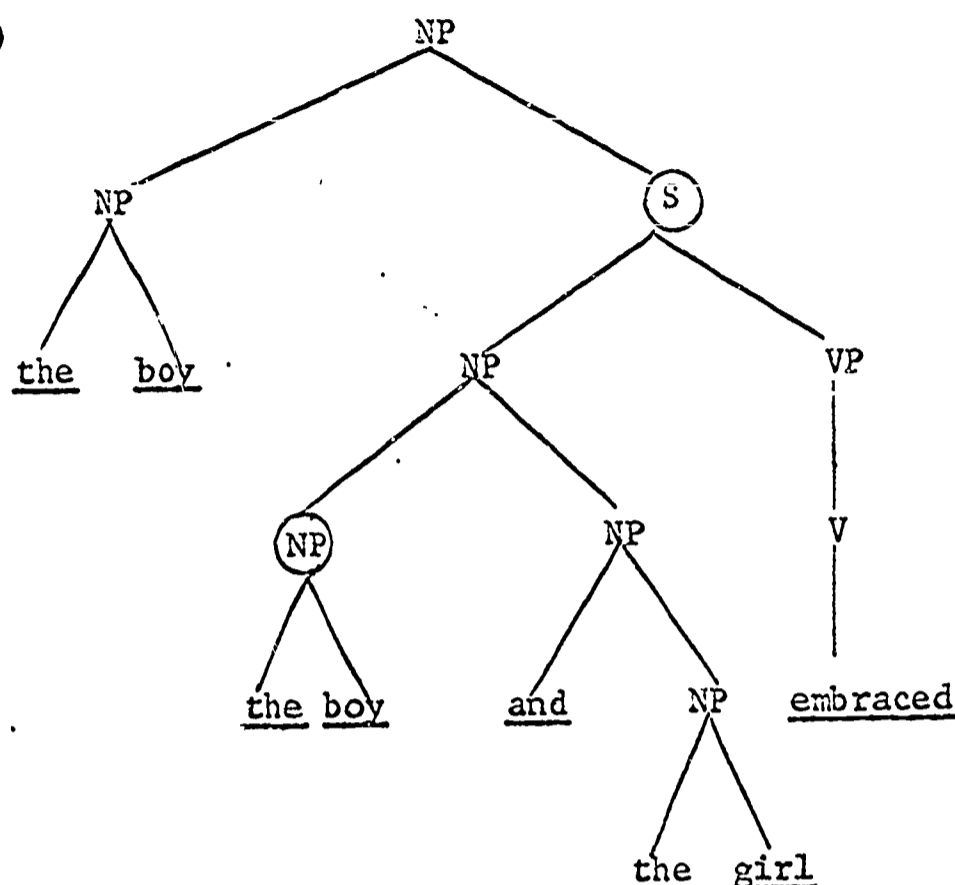 )
NP
NP S
the boy NP VP
NP NP V
the boy and NP embraced
the girl